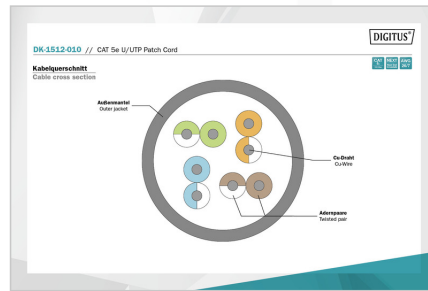 DIGITUS®
DK-1512-010 // CAT 5e U/UTP Patch Cord
Kabelquerschnitt
Cable cross section
Außenmantel
Outer jacket
Cu-Draht
Cu-Wire
Adernpaare
Twisted pair